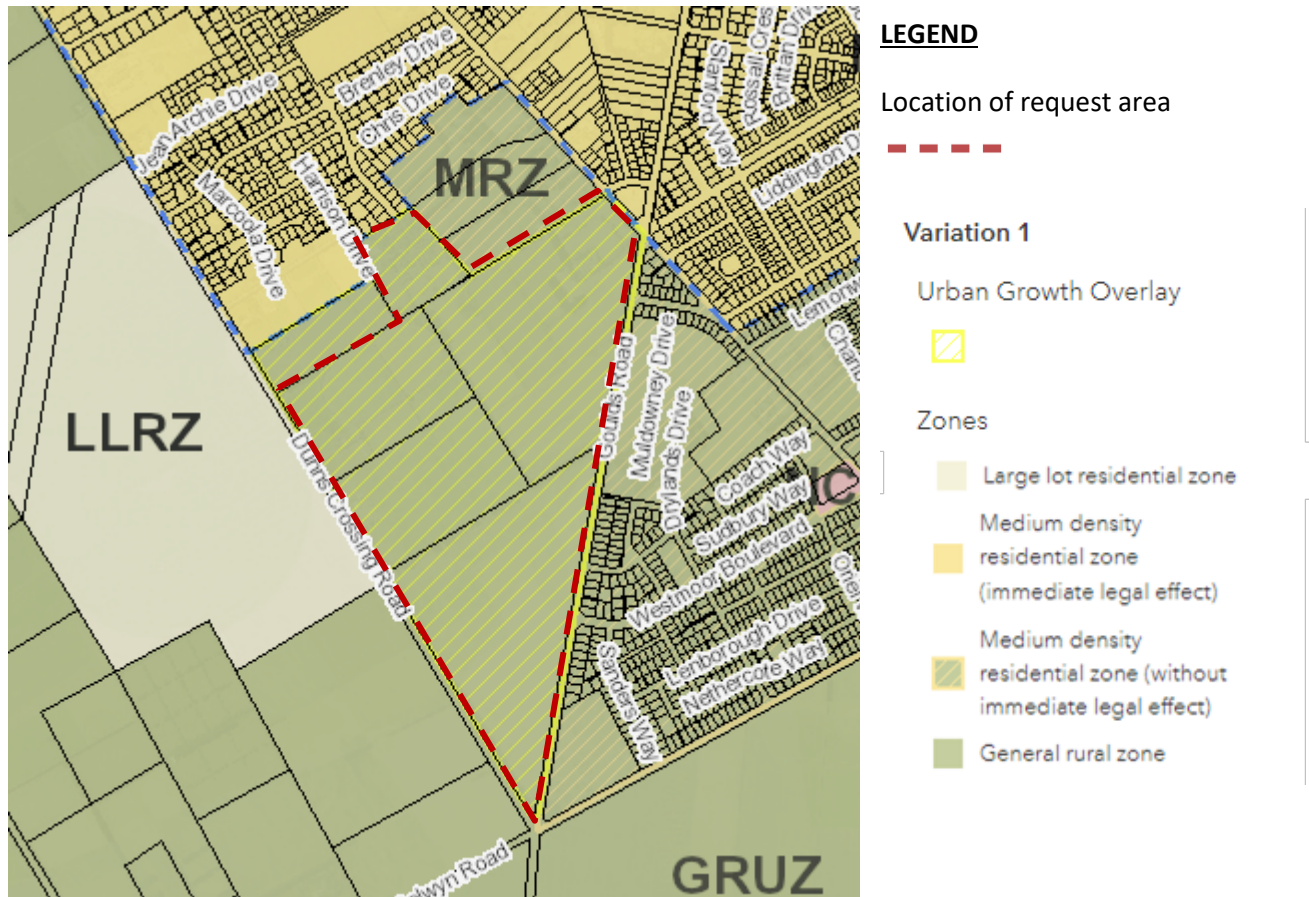 Jean Archie Drive
Brenley Drive
Chris Drive
Marcoola Drive
Harrison Drive
MRZ
Stanford Way
Rossall
Brittan Drive
Liddington
LLRZ
Dunns Crossing Road
Goulds Road
Muldowney Drive
Drylands Drive
Coach Way
Sudbury Way
Westmoor Boulevard
Lenborough Drive
Nethercote Way
Sanders Way
Road
GRUZ
LEGEND
Location of request area
Variation 1
Urban Growth Overlay
Zones
Large lot residential zone
Medium density
residential zone
(immediate legal effect)
Medium density
residential zone (without
immediate legal effect)
General rural zone